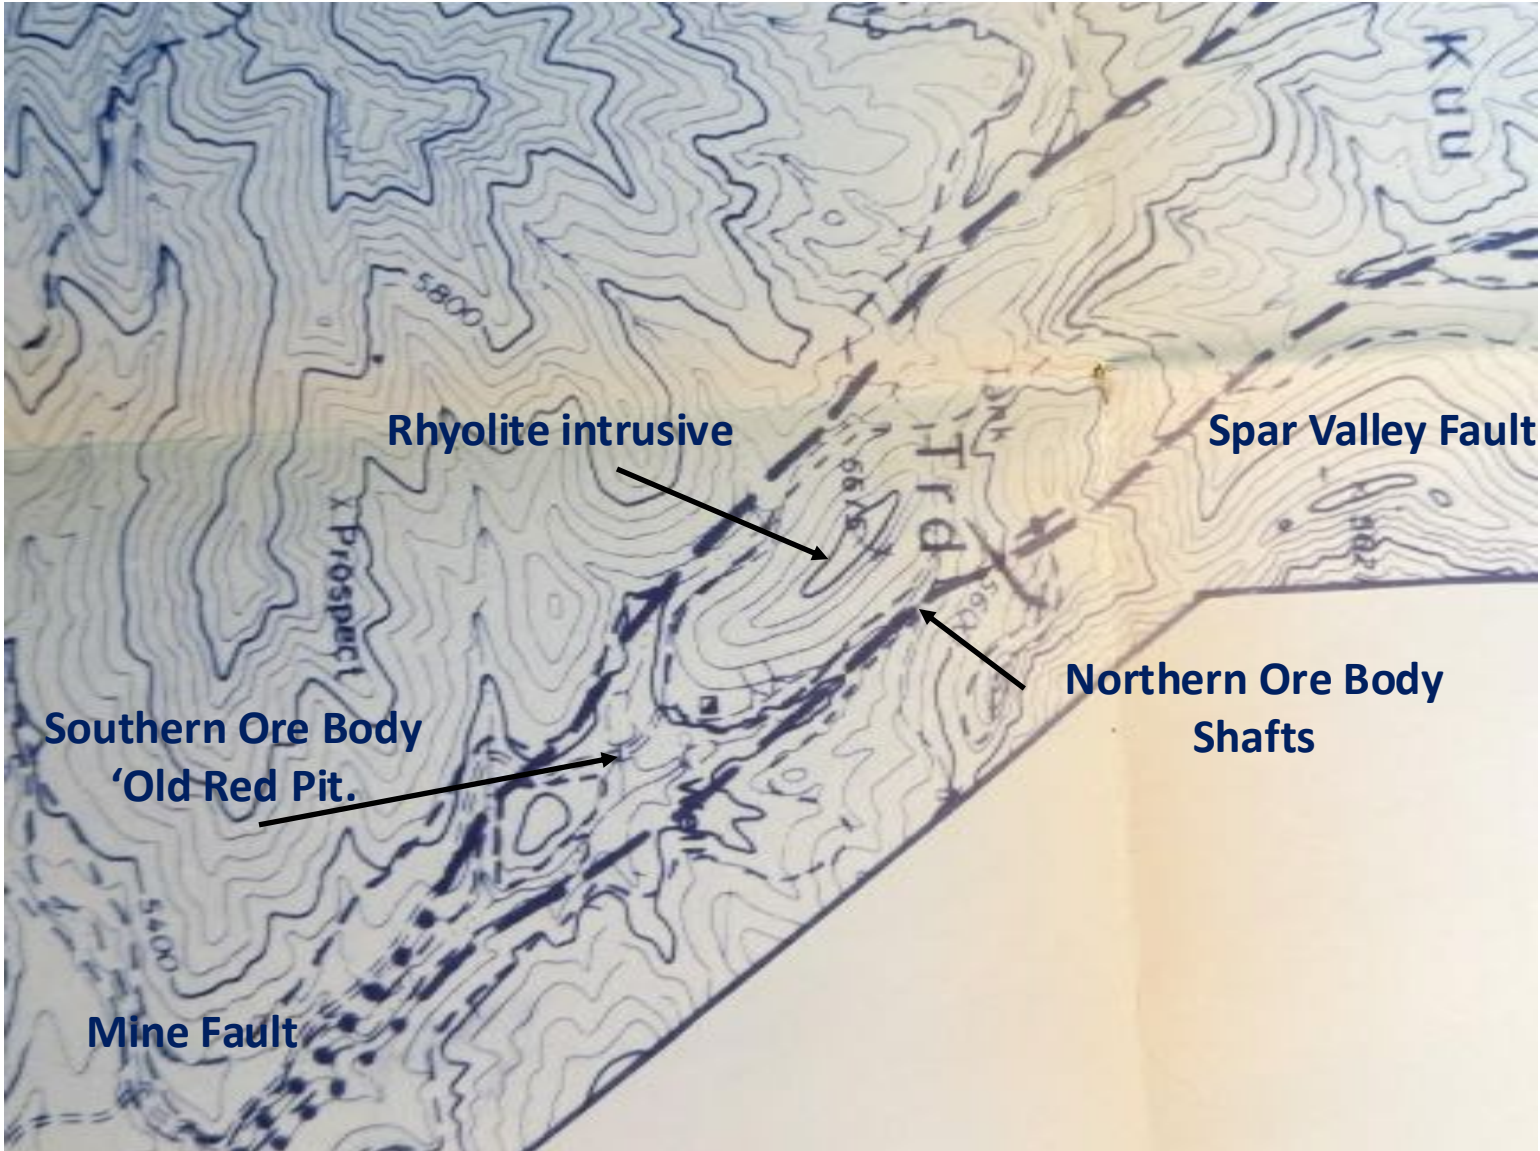 Kuu
5800
Rhyolite intrusive
Spar Valley Fault
Trd
X Prospect
Northern Ore Body
Shafts
Southern Ore Body
‘Old Red Pit.
5400
Mine Fault